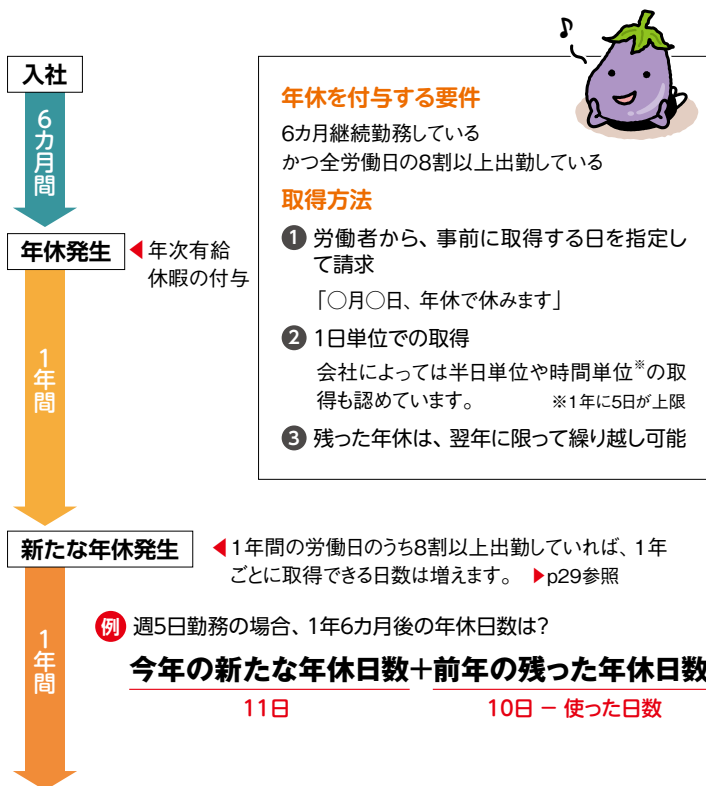 入社
6カ月間
年休発生
◀年次有給
休暇の付与
1年間
年休を付与する要件
6カ月継続勤務している
かつ全労働日の8割以上出勤している
取得方法
❶ 労働者から、事前に取得する日を指定し
て請求
「○月○日、年休で休みます」
❷ 1日単位での取得
会社によっては半日単位や時間単位※の取
得も認めています。 ※1年に5日が上限
❸ 残った年休は、翌年に限って繰り越し可能
新たな年休発生
◀1年間の労働日のうち8割以上出勤していれば、1年
ごとに取得できる日数は増えます。 ▶p29参照
1年間
例 週5日勤務の場合、1年6カ月後の年休日数は?
今年の新たな年休日数+前年の残った年休日数
11日 10日 − 使った日数